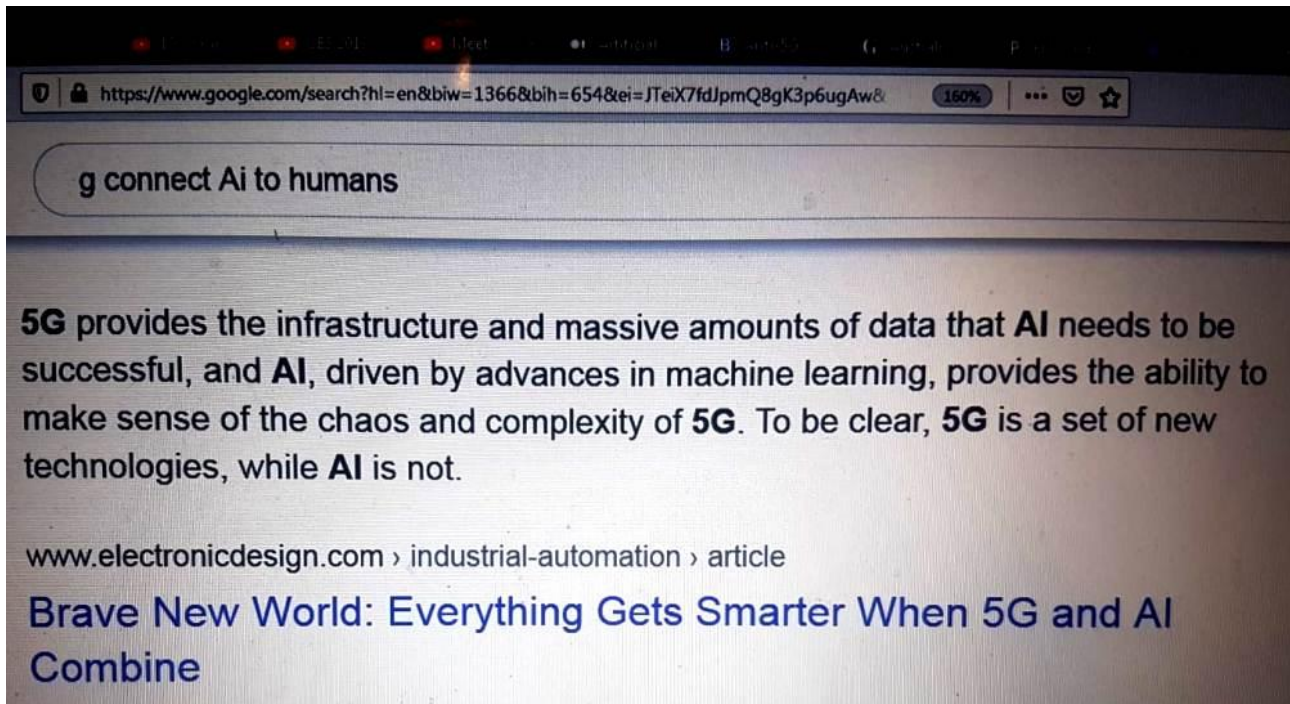 https://www.google.com/search?hl=en&biw=1366&bih=654&ei=JTeiX7fdJpmQ8gK3p6ugAw&
160%
g connect Ai to humans
5G provides the infrastructure and massive amounts of data that AI needs to be
successful, and AI, driven by advances in machine learning, provides the ability to
make sense of the chaos and complexity of 5G. To be clear, 5G is a set of new
technologies, while AI is not.
www.electronicdesign.com › industrial-automation › article
Brave New World: Everything Gets Smarter When 5G and AI
Combine